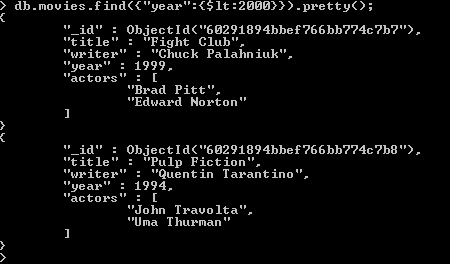 > db.movies.find({"year":{$lt:2000}}).pretty();
{
        "_id" : ObjectId("60291894bbef766bb774c7b7"),
        "title" : "Fight Club",
        "writer" : "Chuck Palahniuk",
        "year" : 1999,
        "actors" : [
                "Brad Pitt",
                "Edward Norton"
        ]
}
{
        "_id" : ObjectId("60291894bbef766bb774c7b8"),
        "title" : "Pulp Fiction",
        "writer" : "Quentin Tarantino",
        "year" : 1994,
        "actors" : [
                "John Travolta",
                "Uma Thurman"
        ]
}
>